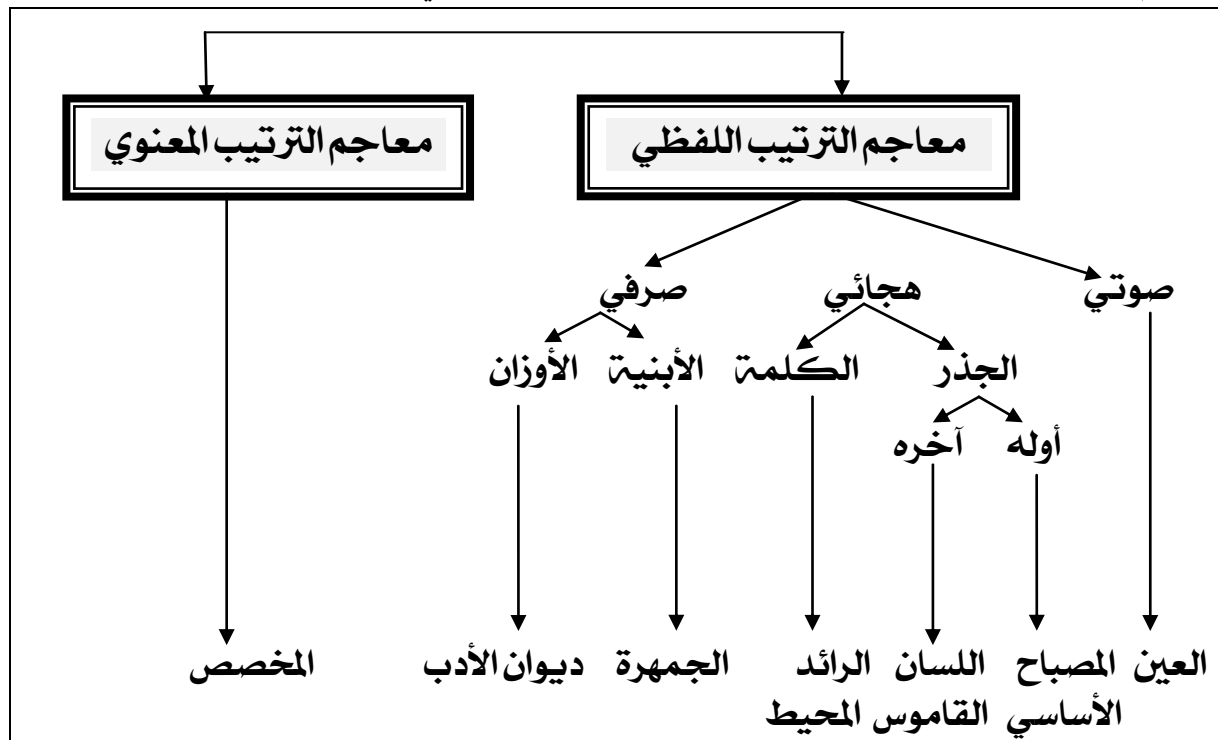 معاجم الترتيب اللفظي
معاجم الترتيب المعنوي
صوتي
هجائي
صرفي
الجذر
الكلمة
الأبنية
الأوزان
أوله
آخره
العين
المصباح
اللسان
الرائد
الجمهرة
ديوان الأدب
المخصص
الأساسي
القاموس المحيط